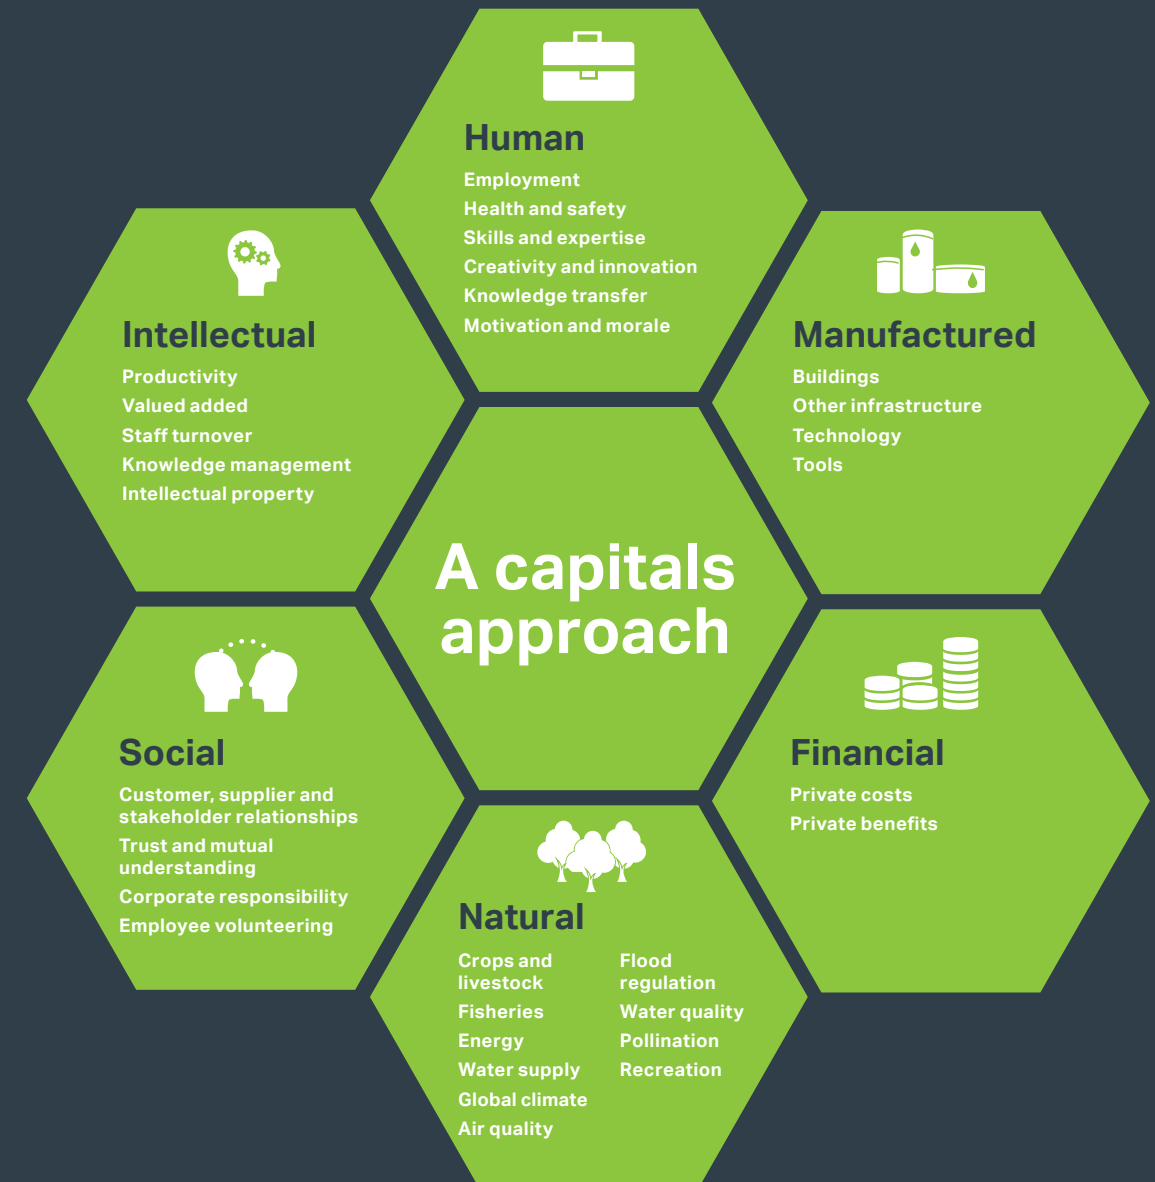 Human
Employment
Health and safety
Skills and expertise
Creativity and innovation
Knowledge transfer
Motivation and morale
Intellectual
Productivity
Valued added
Staff turnover
Knowledge management
Intellectual property
Manufactured
Buildings
Other infrastructure
Technology
Tools
A capitals
approach
Social
Customer, supplier and
stakeholder relationships
Trust and mutual
understanding
Corporate responsibility
Employee volunteering
Financial
Private costs
Private benefits
Natural
Crops and
livestock
Fisheries
Energy
Water supply
Global climate
Air quality
Flood
regulation
Water quality
Pollination
Recreation